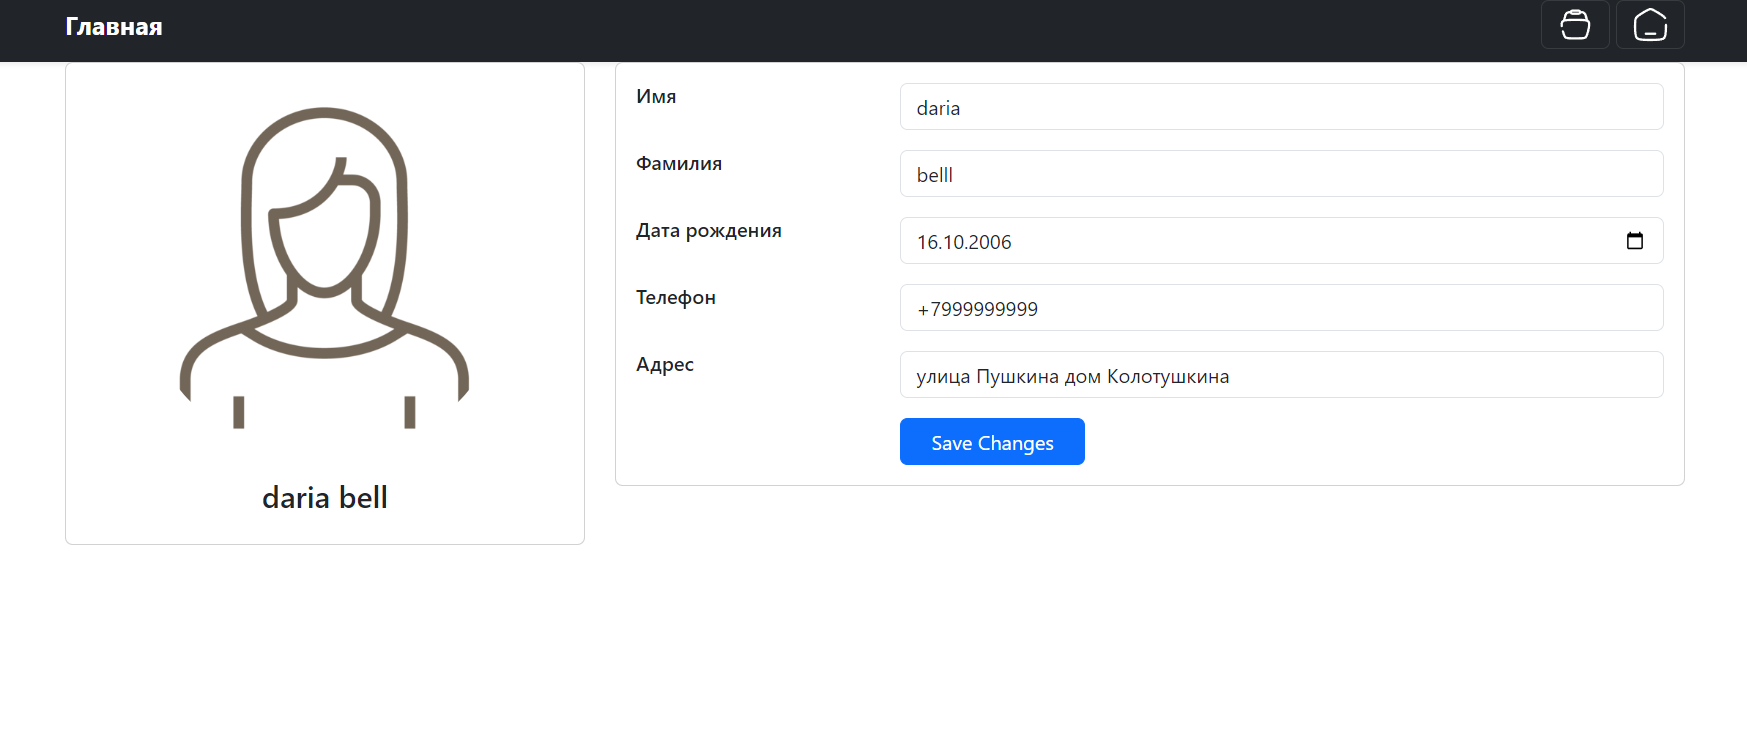 Главная
daria bell
Имя
daria
Фамилия
belll
Дата рождения
16.10.2006
Телефон
+7999999999
Адрес
улица Пушкина дом Колотушкина
Save Changes